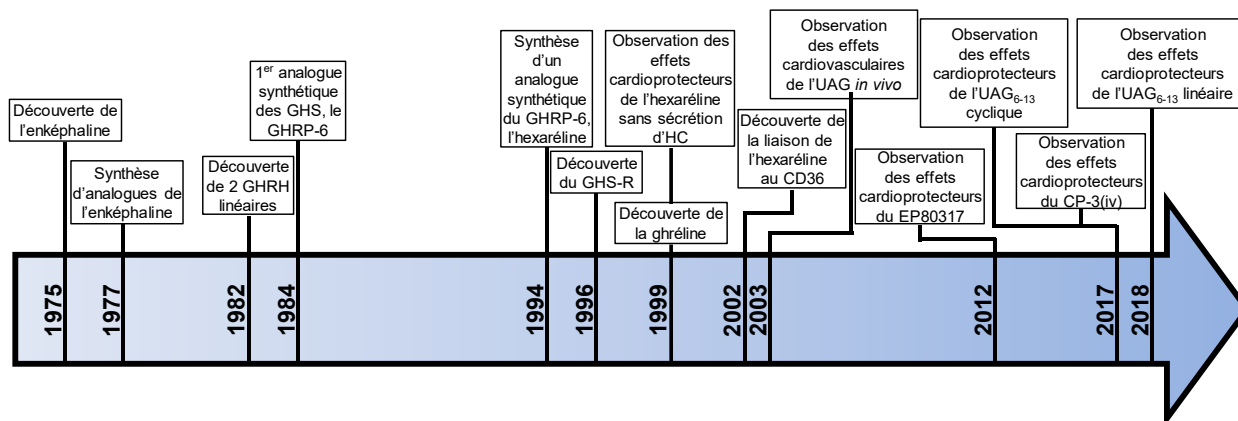 Découverte de
l'enképhaline
Synthèse
d'analogues de
l'enképhaline
Découverte
de 2 GHRH
linéaires
1er analogue
synthétique
des GHS, le
GHRP-6
Synthèse
d'un
analogue
synthétique
du GHRP-6,
l'hexaréline
Découverte
du GHS-R
Observation des
effets
cardioprotecteurs
de l'hexaréline
sans sécrétion
d'HC
Découverte de
la ghréline
Découverte de
la liaison de
l'hexaréline
au CD36
Observation
des effets
cardiovasculaires
de l'UAG in vivo
Observation
des effets
cardioprotecteurs
du EP80317
Observation
des effets
cardioprotecteurs
de l'UAG6-13
cyclique
Observation
des effets
cardioprotecteurs
du CP-3(iv)
Observation
des effets
cardioprotecteurs
de l'UAG6-13 linéaire
1975
1977
1982
1984
1994
1996
1999
2002
2003
2012
2017
2018